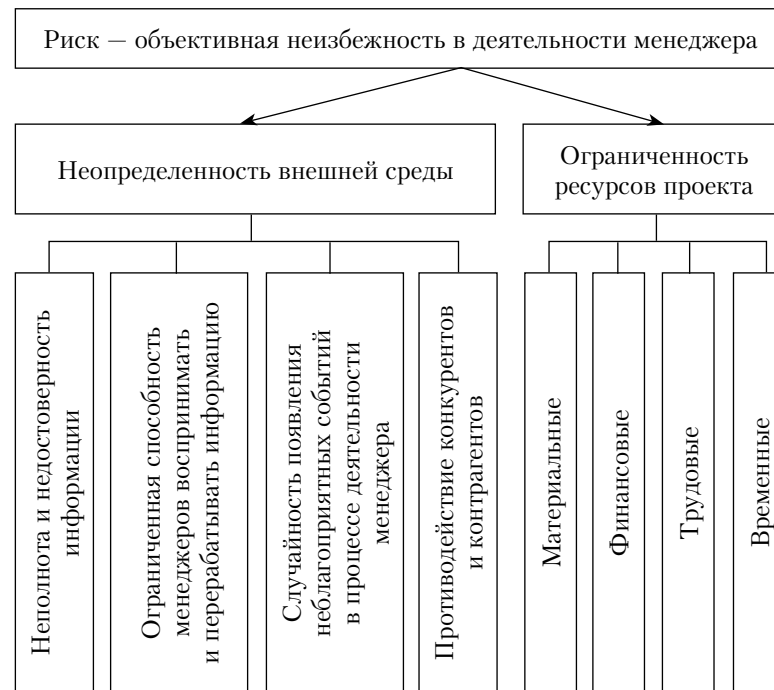 Риск — объективная неизбежность в деятельности менеджера
Неопределенность внешней среды
Ограниченность
ресурсов проекта
Неполнота и недостоверность
информации
Ограниченная способность
менеджеров воспринимать
и перерабатывать информацию
Случайность появления
неблагоприятных событий
в процессе деятельности
менеджера
Противодействие конкурентов
и контрагентов
Материальные
Финансовые
Трудовые
Временные